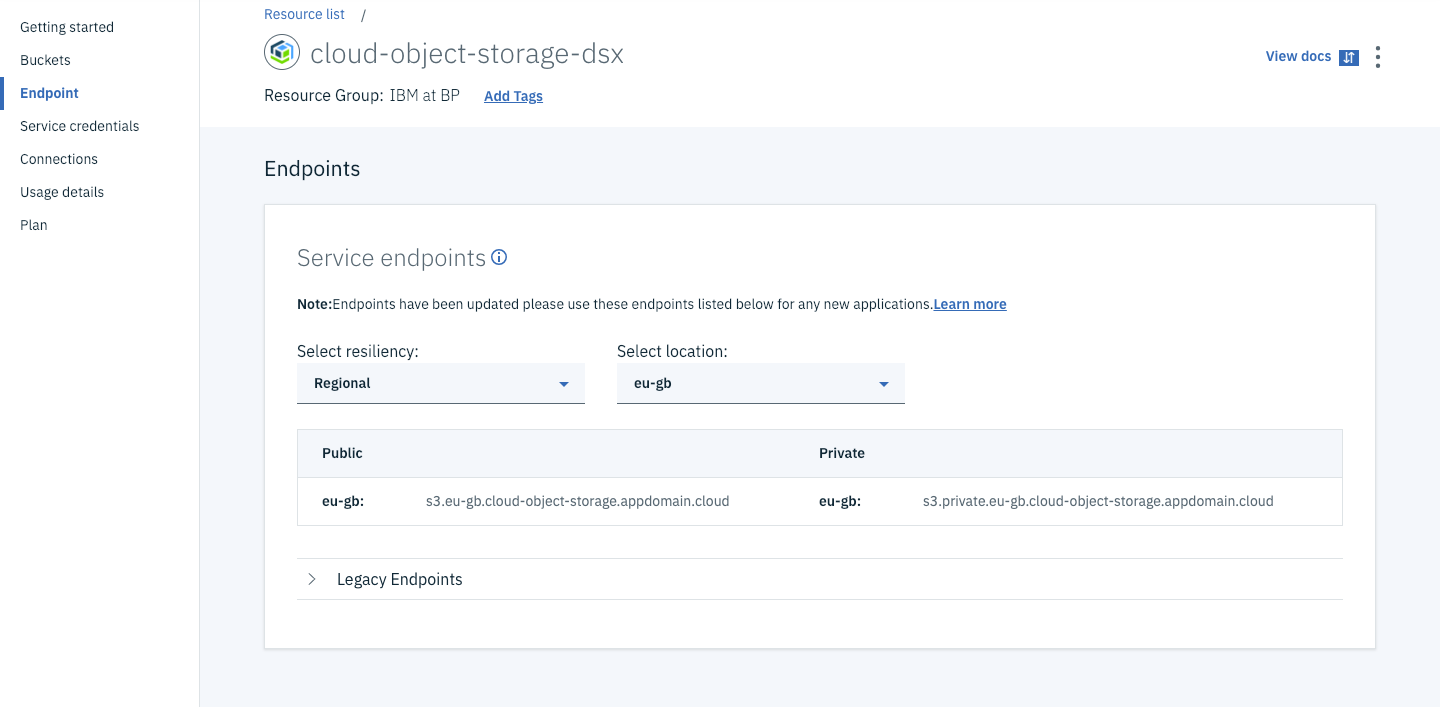 Getting started
Buckets
Endpoint
Service credentials
Connections
Usage details
Plan
Resource list /
cloud-object-storage-dsx
View docs
Resource Group: IBM at BP Add Tags
Endpoints
Service endpoints
Note:Endpoints have been updated please use these endpoints listed below for any new applications.Learn more
Select resiliency: Select location:
Regional eu-gb
Public Private
eu-gb: s3.eu-gb.cloud-object-storage.appdomain.cloud eu-gb: s3.private.eu-gb.cloud-object-storage.appdomain.cloud
Legacy Endpoints